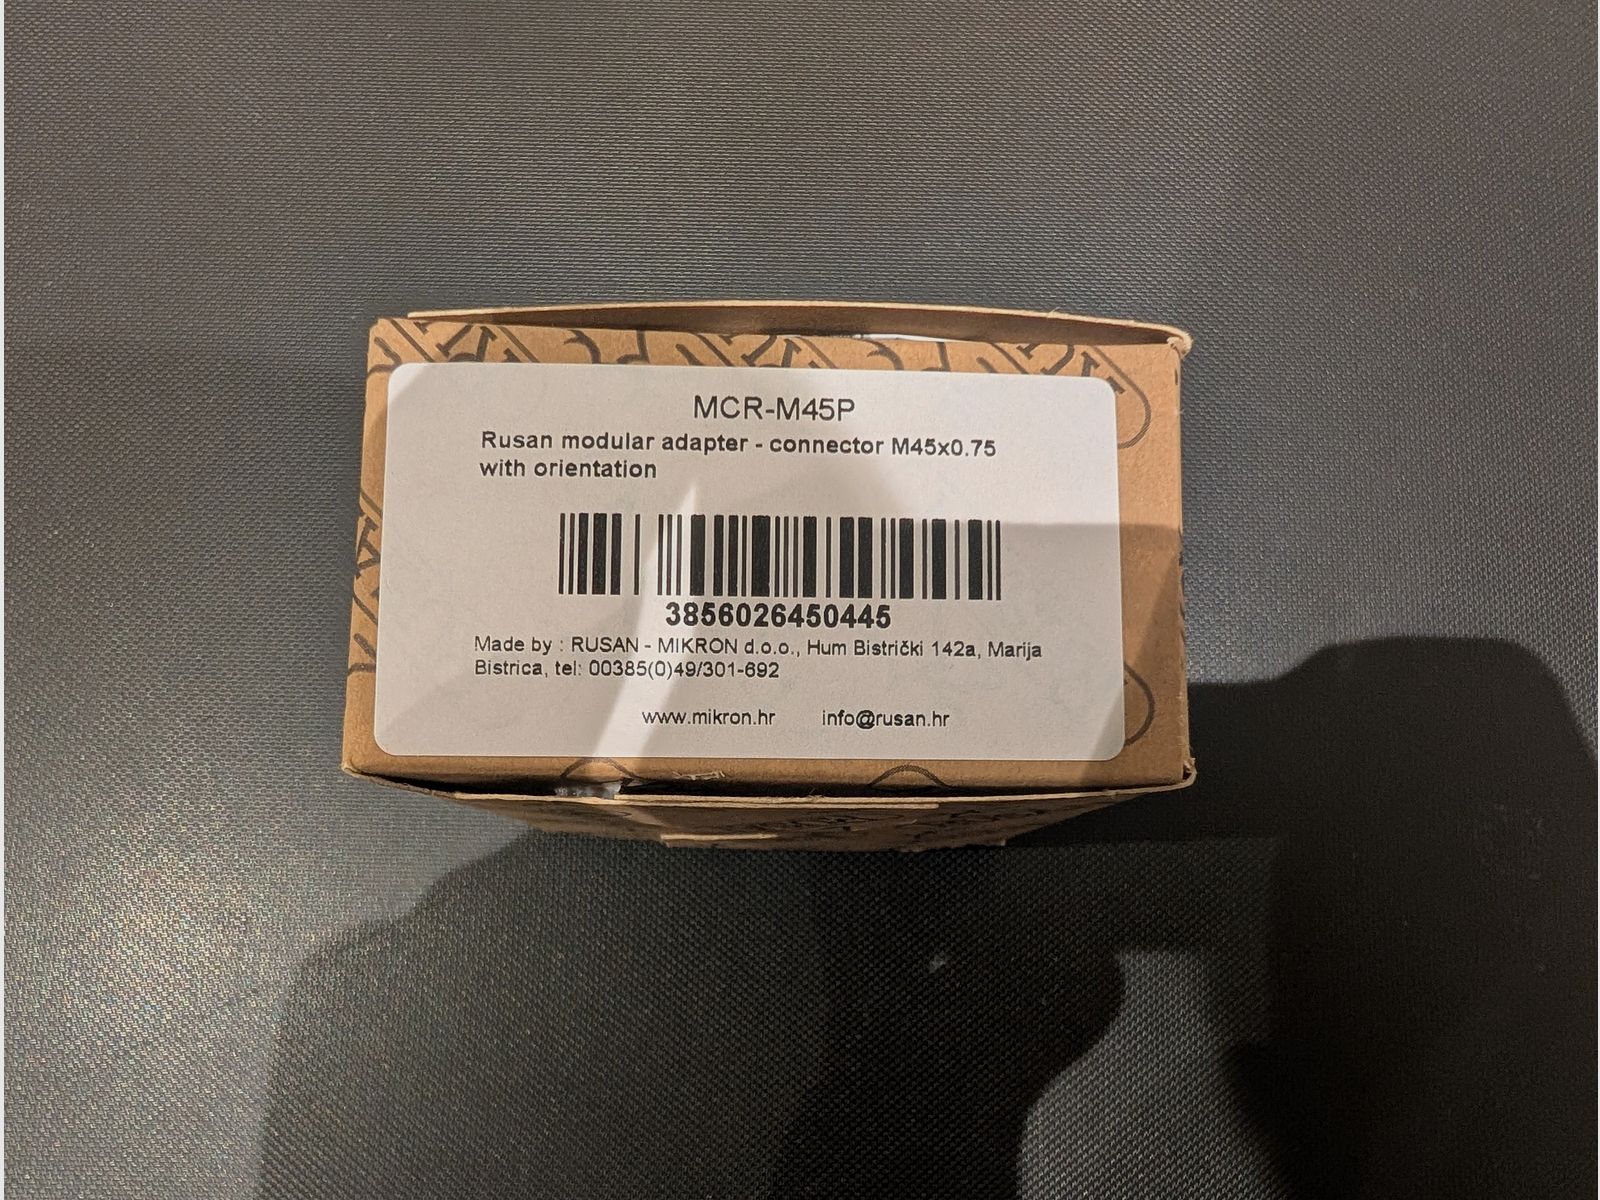 MCR-M45P
Rusan modular adapter - connector M45x0.75
with orientation
3856026450445
Made by : RUSAN - MIKRON d.o.o., Hum Bistrički 142a, Marija
Bistrica, tel: 00385(0)49/301-692
www.mikron.hr info@rusan.hr